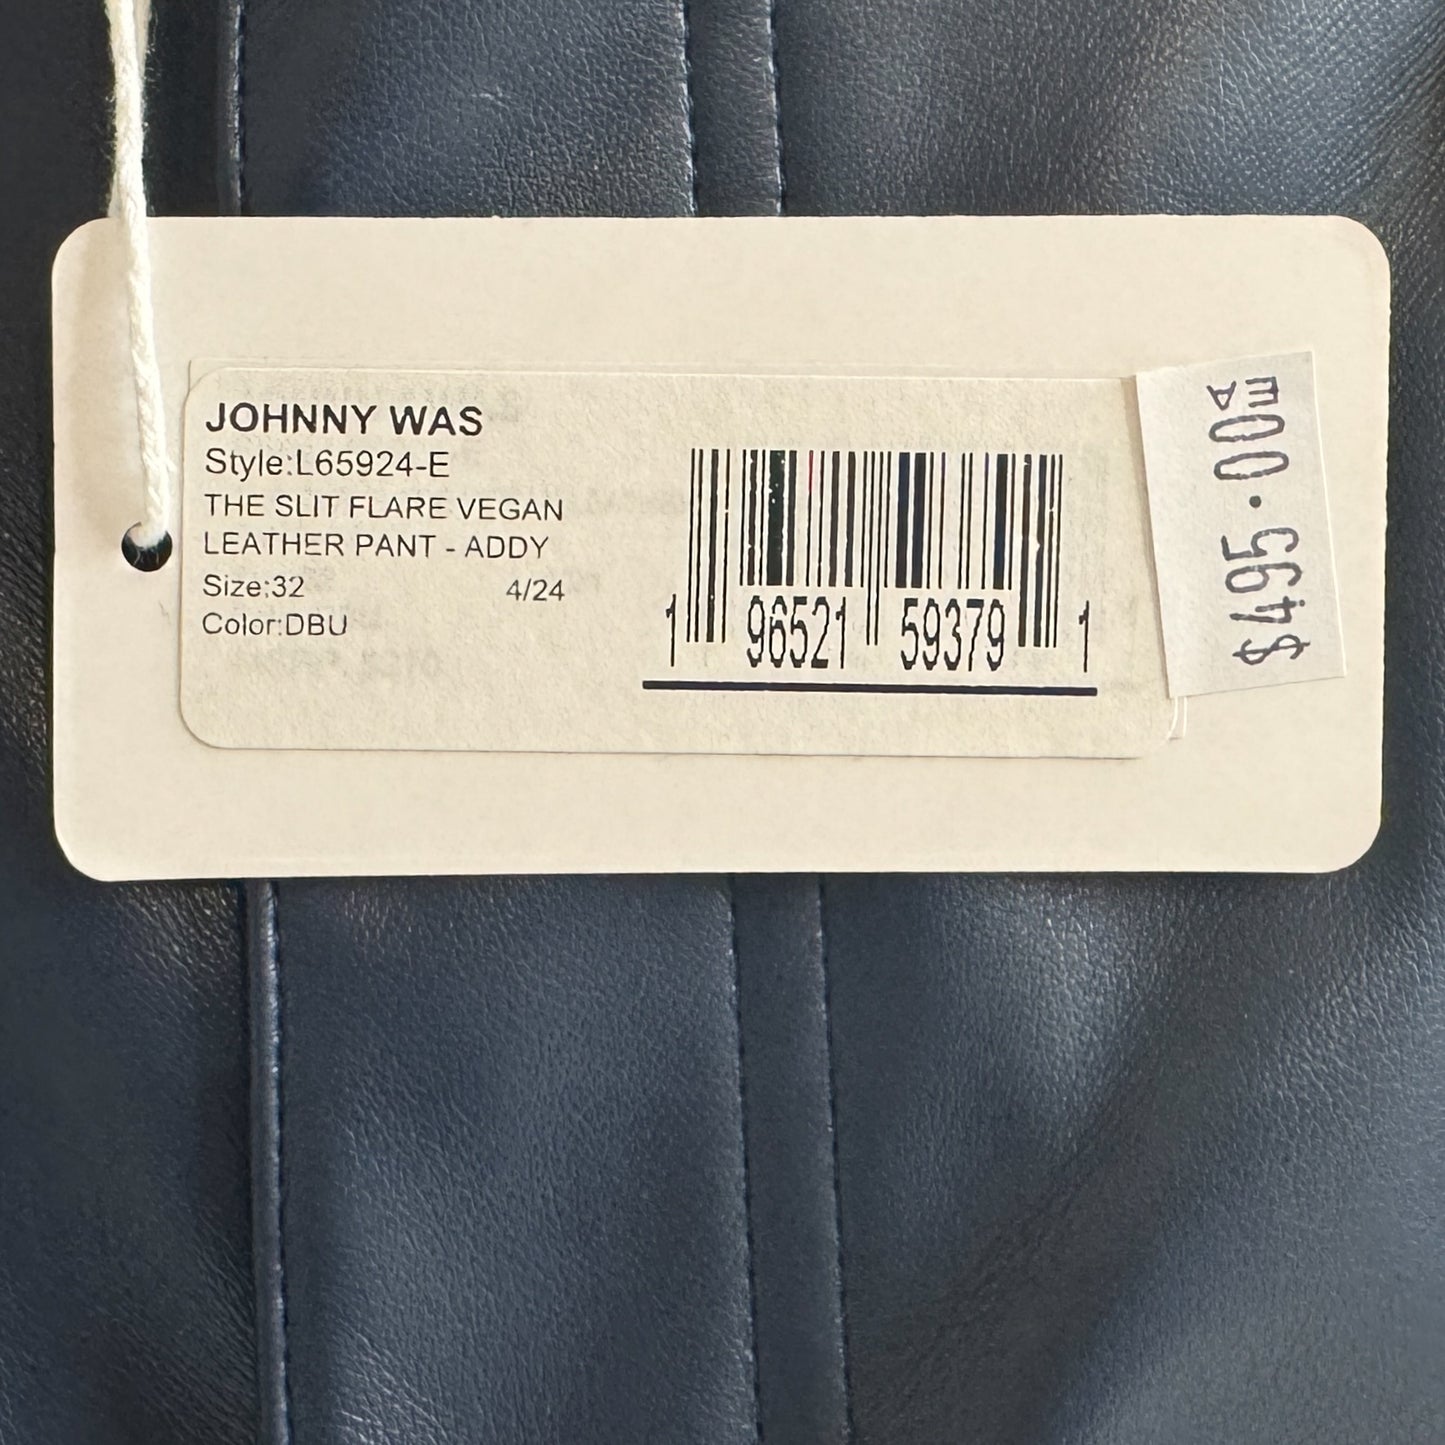 JOHNNY WAS
Style:L65924-E
THE SLIT FLARE VEGAN
LEATHER PANT - ADDY
Size:32 4/24
Color:DBU
1 96521 59379 1
$495.00